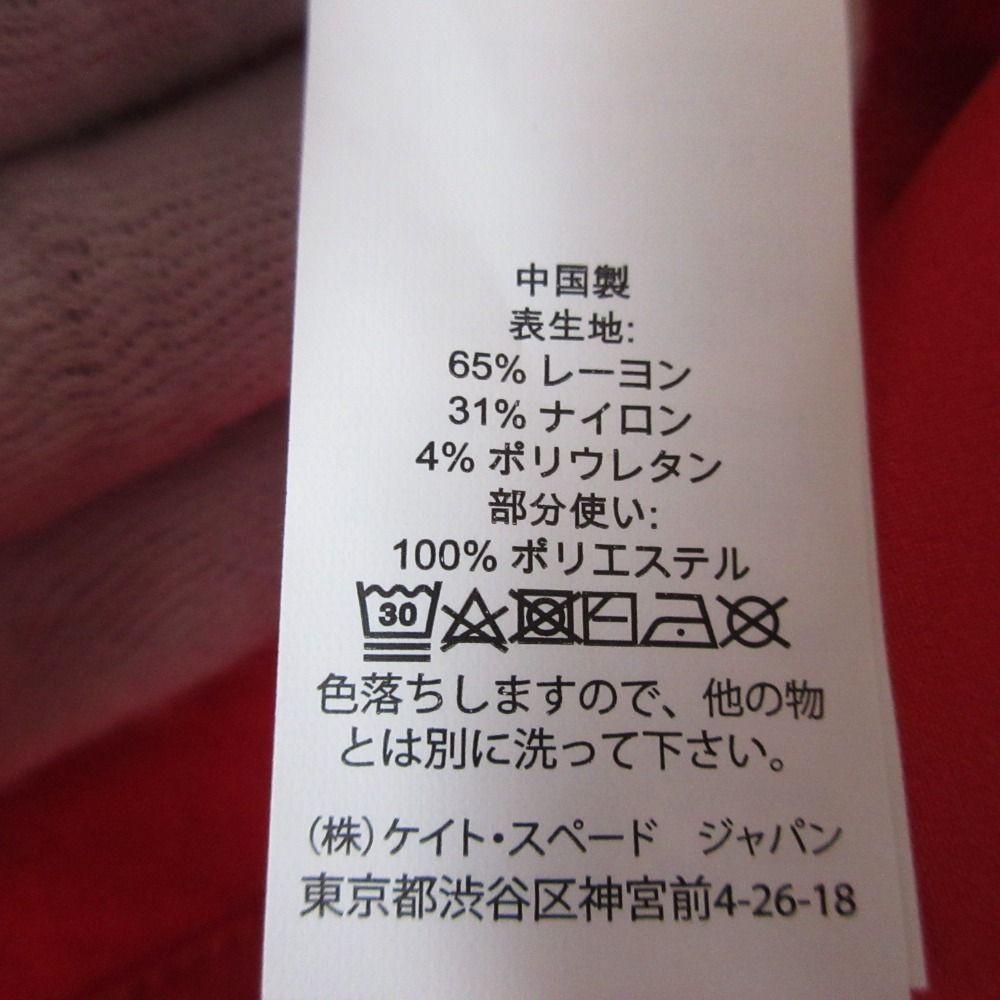 中国製
表生地:
65% レーヨン
31% ナイロン
4% ポリウレタン
部分使い:
100% ポリエステル
30
色落ちしますので、他の物
とは別に洗って下さい。
(株)ケイト・スペード　ジャパン
東京都渋谷区神宮前4-26-18